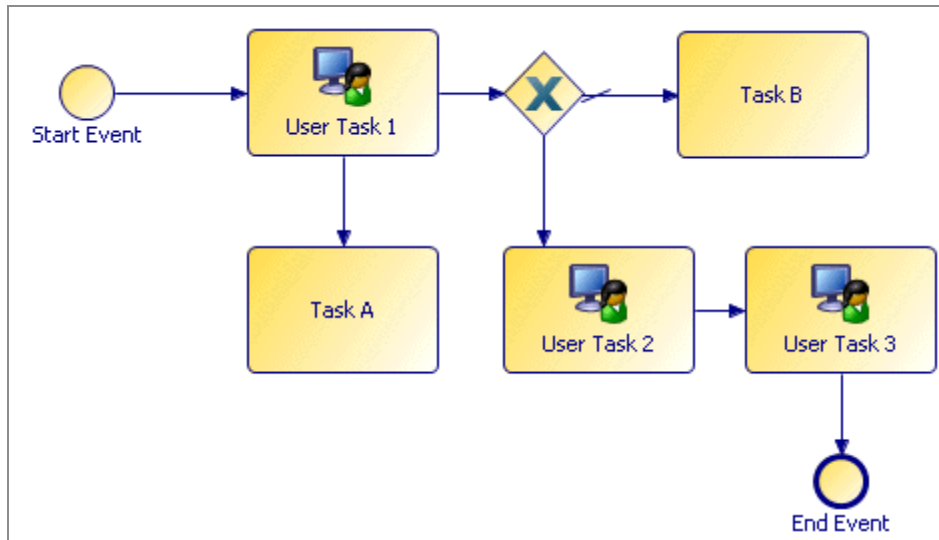 Start Event
User Task 1
X
Task B
Task A
User Task 2
User Task 3
End Event